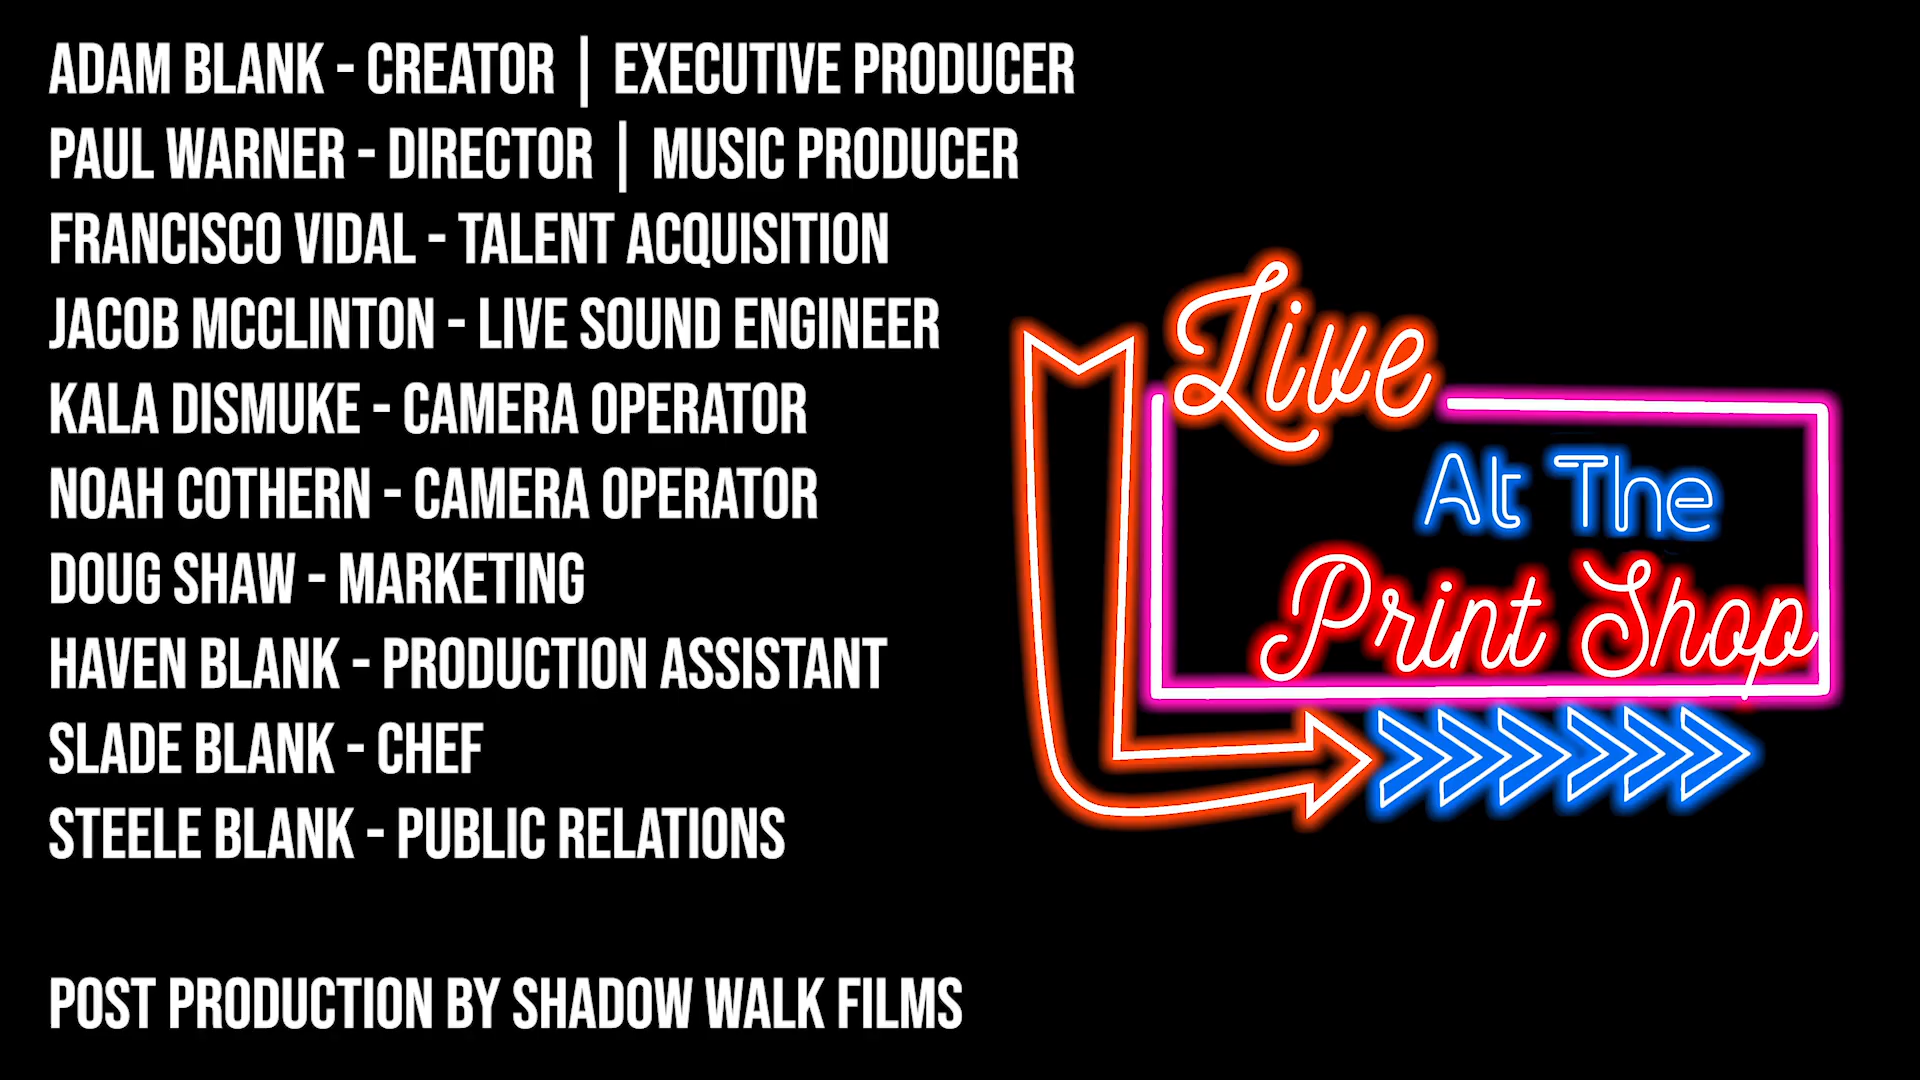 ADAM BLANK - CREATOR | EXECUTIVE PRODUCER
PAUL WARNER - DIRECTOR | MUSIC PRODUCER
FRANCISCO VIDAL - TALENT ACQUISITION
JACOB MCCLINTON - LIVE SOUND ENGINEER
KALA DISMUKE - CAMERA OPERATOR
NOAH COTHERN - CAMERA OPERATOR
DOUG SHAW - MARKETING
HAVEN BLANK - PRODUCTION ASSISTANT
SLADE BLANK - CHEF
STEELE BLANK - PUBLIC RELATIONS
POST PRODUCTION BY SHADOW WALK FILMS
Live
At The
Print Shop